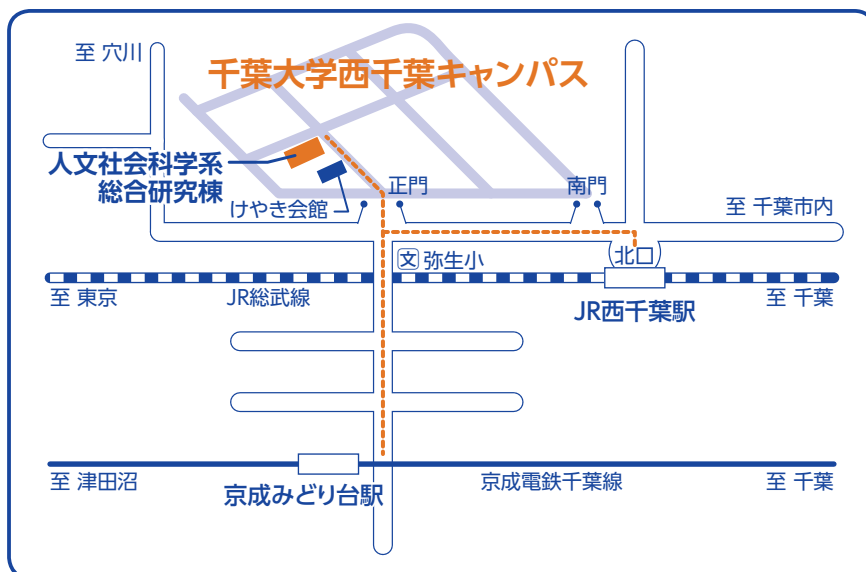 至 穴川
千葉大学西千葉キャンパス
人文社会科学系
総合研究棟
けやき会館
正門
南門
至 千葉市内
文 弥生小
北口
至 東京
JR総武線
JR西千葉駅
至 千葉
至 津田沼
京成みどり台駅
京成電鉄千葉線
至 千葉